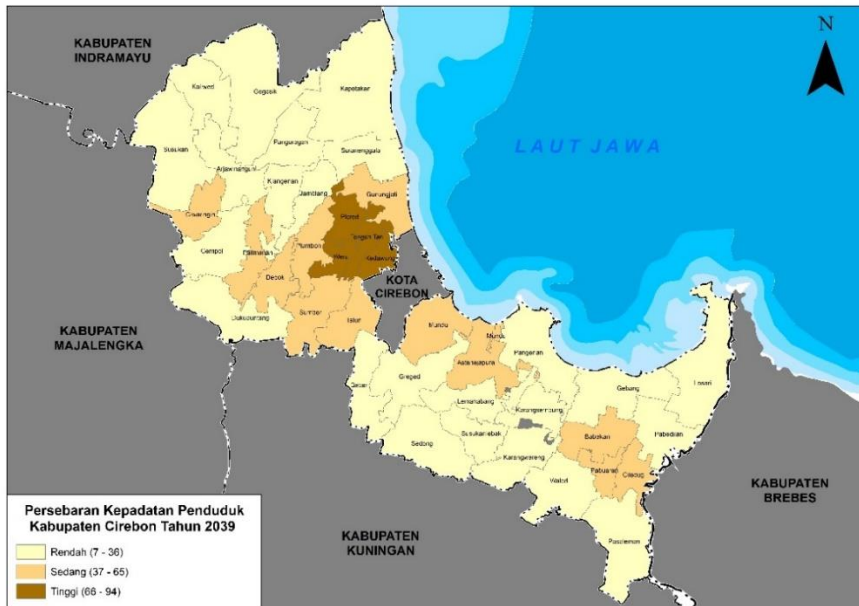 KABUPATEN
INDRAMAYU
N
Kaliwedi
Gegesik
Kapetakan
LAUT JAWA
Susukan
Panguragan
Suranenggala
Arjawinangun
Klangenan
Jamblang
Gunungjati
Plered
Tengah Tani
Plumbon
Weru
Kedawung
Gempol
Palimanan
Depok
KOTA
CIREBON
KABUPATEN
MAJALENGKA
Dukupuntang
Sumber
Talun
Mundu
Mundu
Astanajapura
Pangenan
Greged
Gebang
Losari
Lemahabang
Karangsembung
Sedong
Susukanlebak
Babakan
Pabedilan
Karangwareng
Pabuaran
Ciledug
Waled
KABUPATEN
BREBES
Pasaleman
KABUPATEN
KUNINGAN
Persebaran Kepadatan Penduduk
Kabupaten Cirebon Tahun 2039
Rendah (7 - 36)
Sedang (37 - 65)
Tinggi (66 - 94)